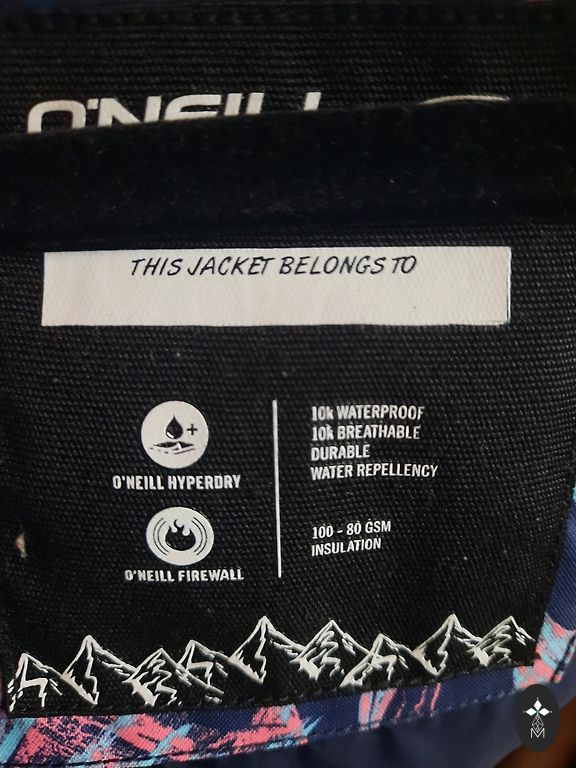 O'NEILL
THIS JACKET BELONGS TO
O'NEILL HYPERDRY
10k WATERPROOF
10k BREATHABLE
DURABLE
WATER REPELLENCY
O'NEILL FIREWALL
100 - 80 GSM
INSULATION
M